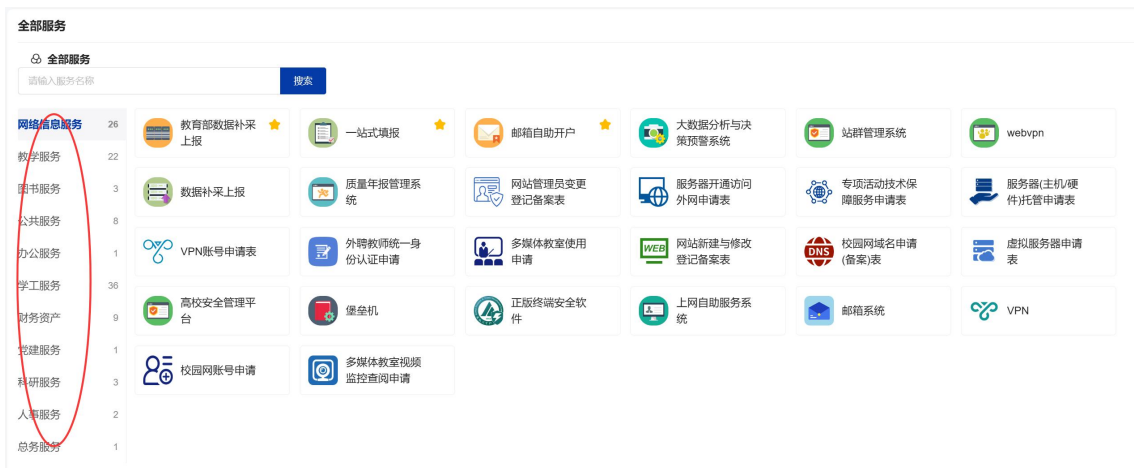 全部服务
全部服务
请输入服务名称
搜索
网络信息服务 26
教学服务 22
图书服务 3
公共服务 8
办公服务 1
学工服务 36
财务资产 9
党建服务 1
科研服务 3
人事服务 2
总务服务 1
教育部数据补采
上报
一站式填报
邮箱自助开户
大数据分析与决
策预警系统
站群管理系统
webvpn
数据补采上报
质量年报管理系
统
网站管理员变更
登记备案表
服务器开通访问
外网申请表
专项活动技术保
障服务申请表
服务器(主机/硬
件)托管申请表
VPN账号申请表
外聘教师统一身
份认证申请
多媒体教室使用
申请
WEB
网站新建与修改
登记备案表
DNS
校园网域名申请
(备案)表
虚拟服务器申请
表
高校安全管理平
台
堡垒机
正版终端安全软
件
上网自助服务系
统
邮箱系统
VPN
校园网账号申请
多媒体教室视频
监控查阅申请